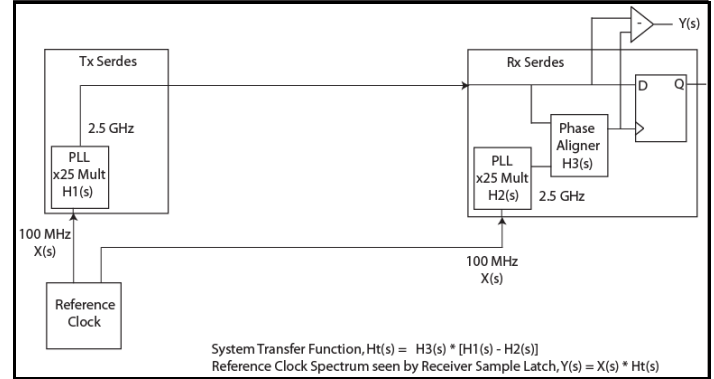 Y(s)
Tx Serdes
Rx Serdes
D
Q
2.5 GHz
Phase
Aligner
H3(s)
PLL
x25 Mult
H1(s)
PLL
x25 Mult
H2(s)
2.5 GHz
100 MHz
X(s)
100 MHz
X(s)
Reference
Clock
System Transfer Function, Ht(s) = H3(s) * [H1(s) - H2(s)]
Reference Clock Spectrum seen by Receiver Sample Latch, Y(s) = X(s) * Ht(s)